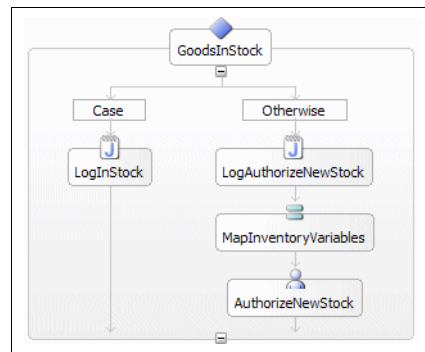 GoodsInStock
Case
Otherwise
J
J
LogInStock
LogAuthorizeNewStock
MapInventoryVariables
AuthorizeNewStock